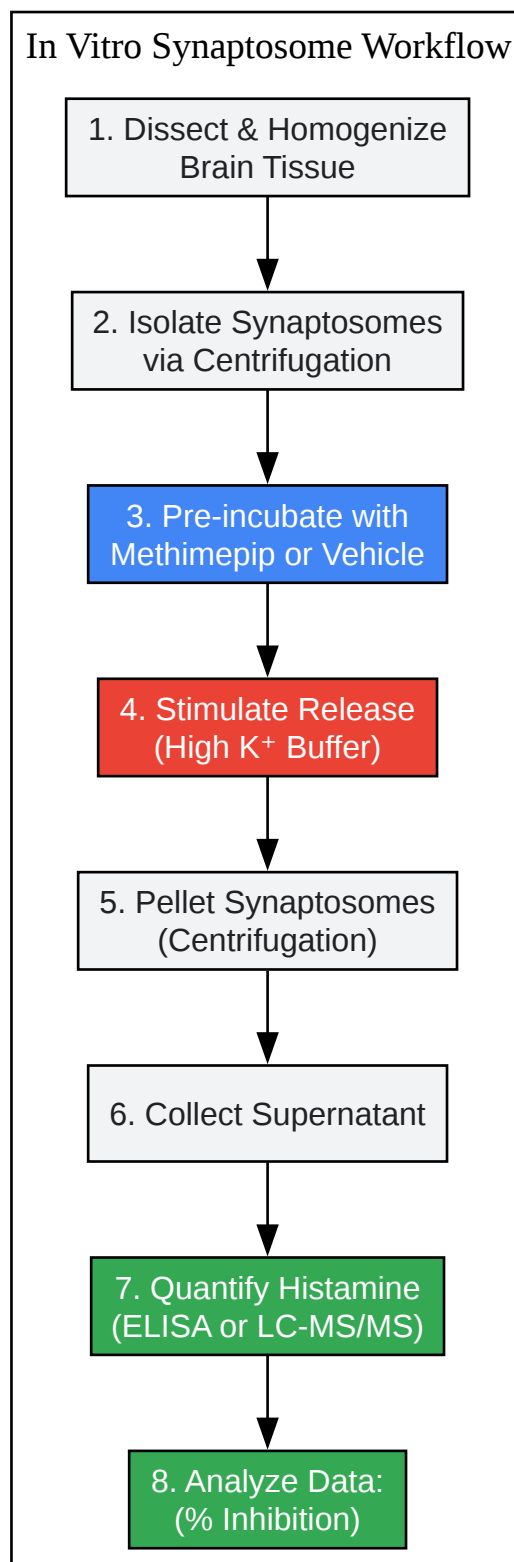 In Vitro Synaptosome Workflow
1. Dissect & Homogenize
Brain Tissue
2. Isolate Synaptosomes
via Centrifugation
3. Pre-incubate with
Methimepip or Vehicle
4. Stimulate Release
(High K⁺ Buffer)
5. Pellet Synaptosomes
(Centrifugation)
6. Collect Supernatant
7. Quantify Histamine
(ELISA or LC-MS/MS)
8. Analyze Data:
(% Inhibition)